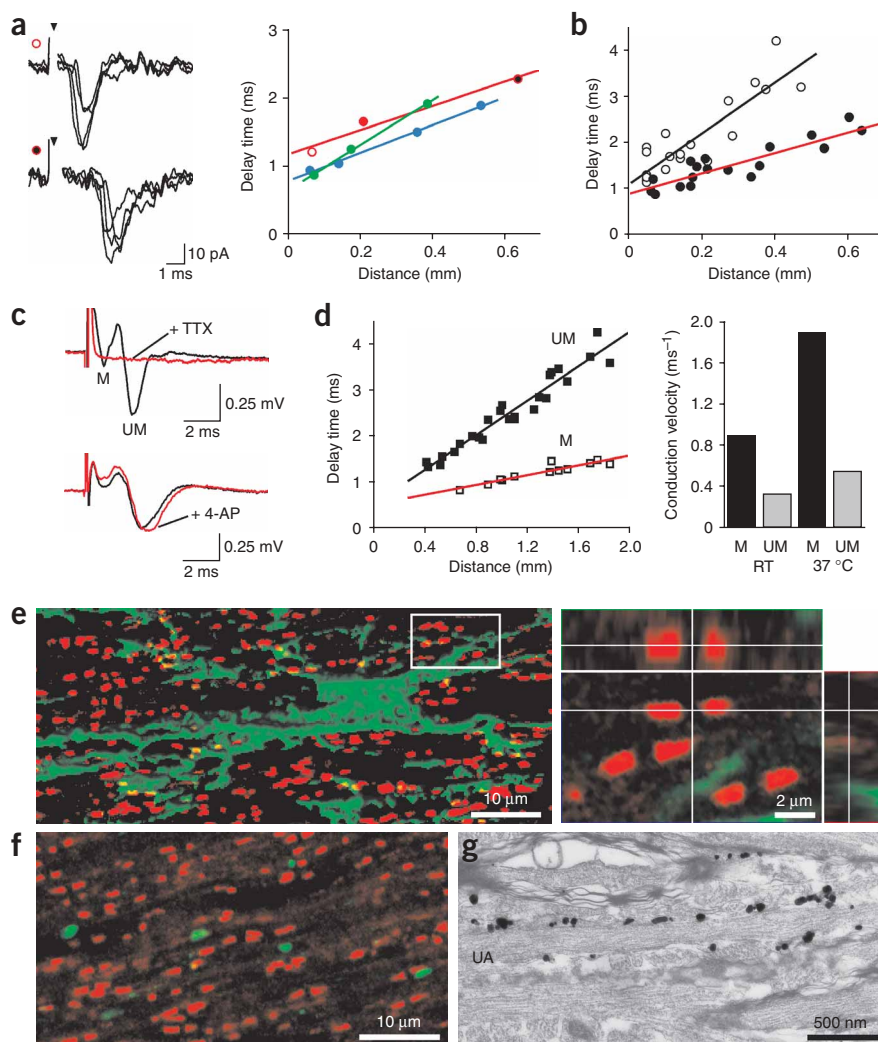 a
10 pA
1 ms
Delay time (ms)
3
2
1
0
0 0.2 0.4 0.6
Distance (mm)
b
Delay time (ms)
4
3
2
1
0
0 0.2 0.4 0.6
Distance (mm)
c
+ TTX
M
UM
0.25 mV
2 ms
+ 4-AP
0.25 mV
2 ms
d
Delay time (ms)
4
3
2
1
0
UM
M
0 0.4 0.8 1.2 1.6 2.0
Distance (mm)
Conduction velocity (ms⁻¹)
2.0
1.6
1.2
0.8
0.4
0
M UM M UM
RT 37 °C
e
10 µm
2 µm
f
10 µm
g
UA
500 nm